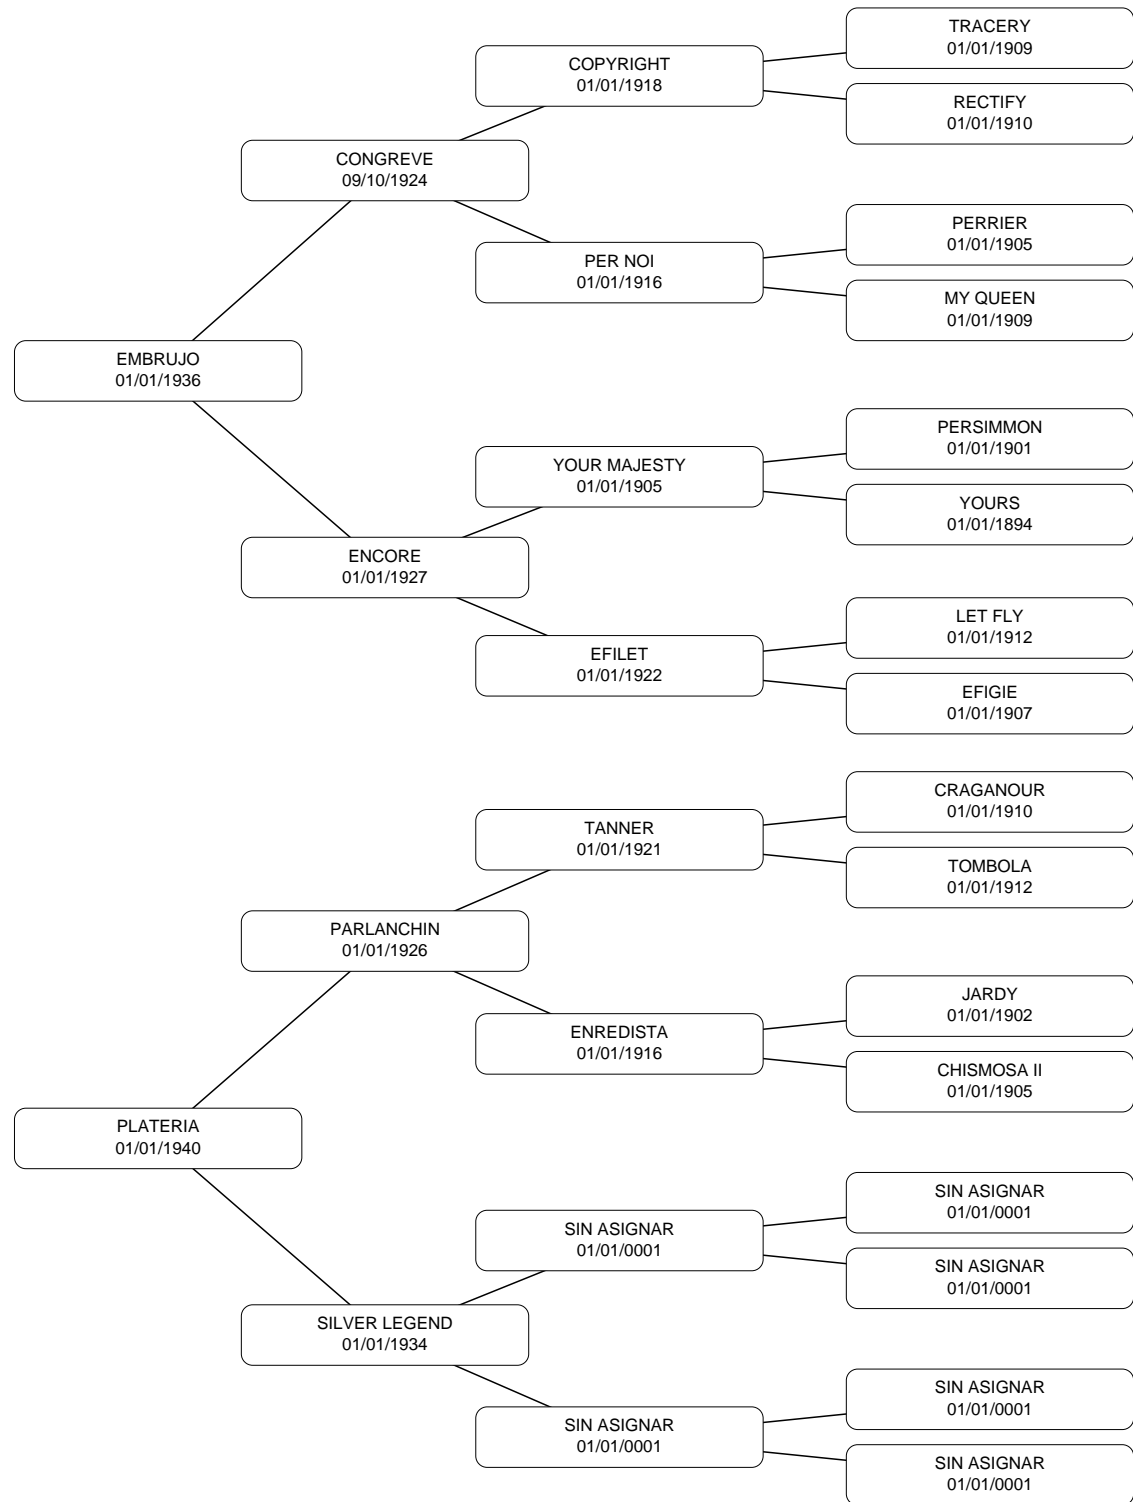 TRACERY
01/01/1909
COPYRIGHT
01/01/1918
RECTIFY
01/01/1910
CONGREVE
09/10/1924
PERRIER
01/01/1905
PER NOI
01/01/1916
MY QUEEN
01/01/1909
EMBRUJO
01/01/1936
PERSIMMON
01/01/1901
YOUR MAJESTY
01/01/1905
YOURS
01/01/1894
ENCORE
01/01/1927
LET FLY
01/01/1912
EFILET
01/01/1922
EFIGIE
01/01/1907
CRAGANOUR
01/01/1910
TANNER
01/01/1921
TOMBOLA
01/01/1912
PARLANCHIN
01/01/1926
JARDY
01/01/1902
ENREDISTA
01/01/1916
CHISMOSA II
01/01/1905
PLATERIA
01/01/1940
SIN ASIGNAR
01/01/0001
SIN ASIGNAR
01/01/0001
SIN ASIGNAR
01/01/0001
SILVER LEGEND
01/01/1934
SIN ASIGNAR
01/01/0001
SIN ASIGNAR
01/01/0001
SIN ASIGNAR
01/01/0001